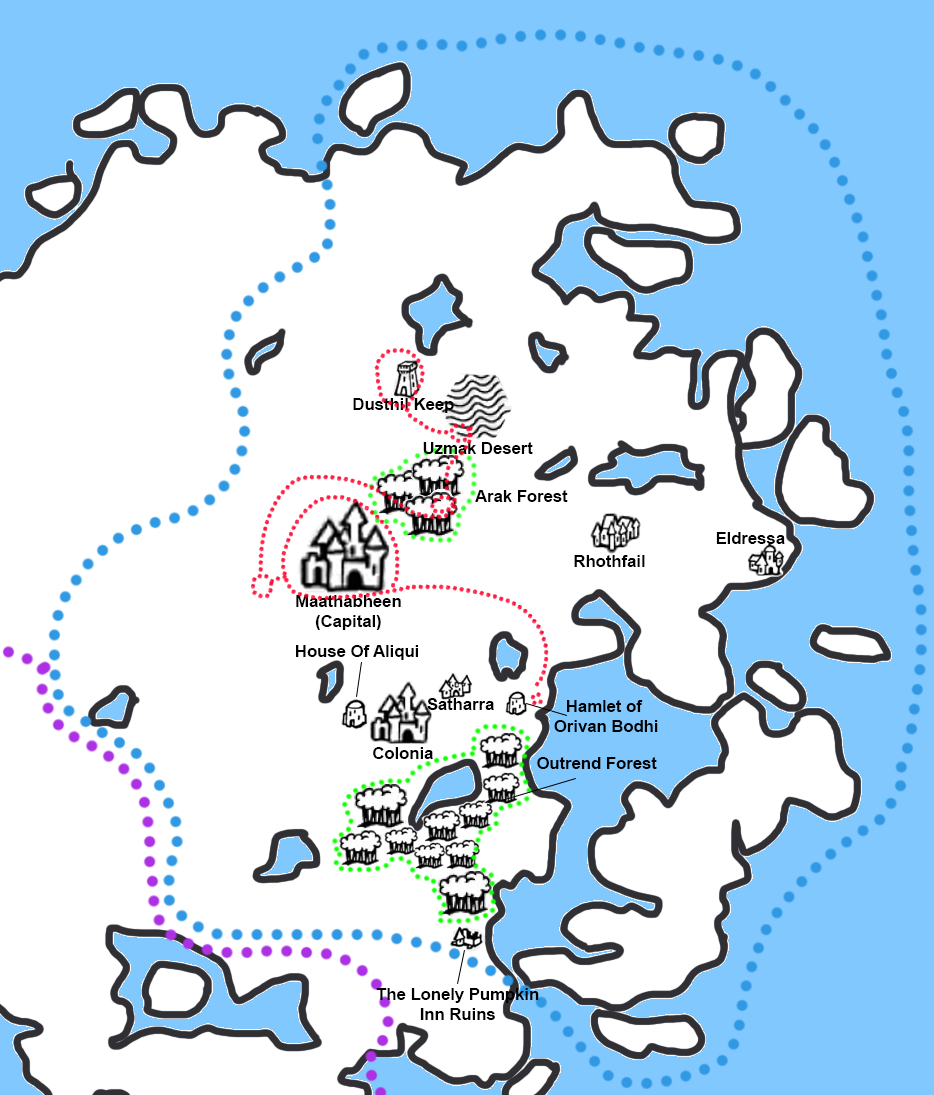 Dusthil Keep
Uzmak Desert
Arak Forest
Rhothfail
Eldressa
Maathabheen
(Capital)
House Of Aliqui
Satharra
Hamlet of
Orivan Bodhi
Colonia
Outrend Forest
The Lonely Pumpkin
Inn Ruins